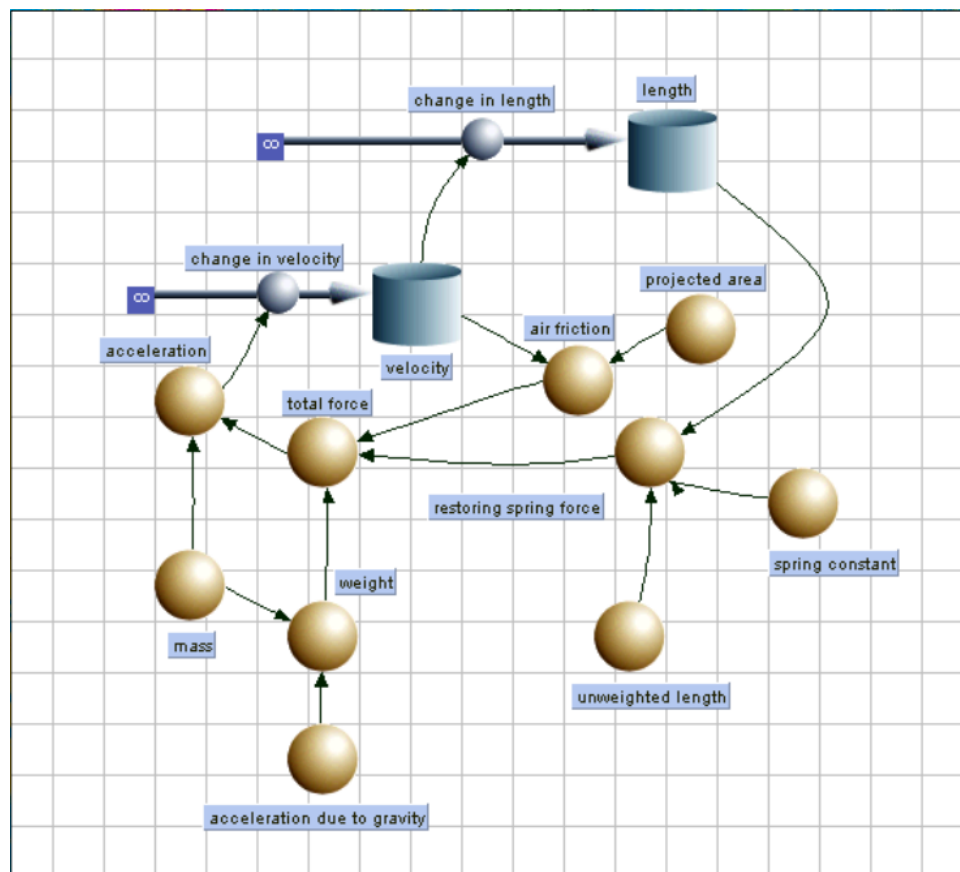 length
change in length
∞
change in velocity
∞
projected area
air friction
acceleration
velocity
total force
restoring spring force
spring constant
weight
mass
unweighted length
acceleration due to gravity